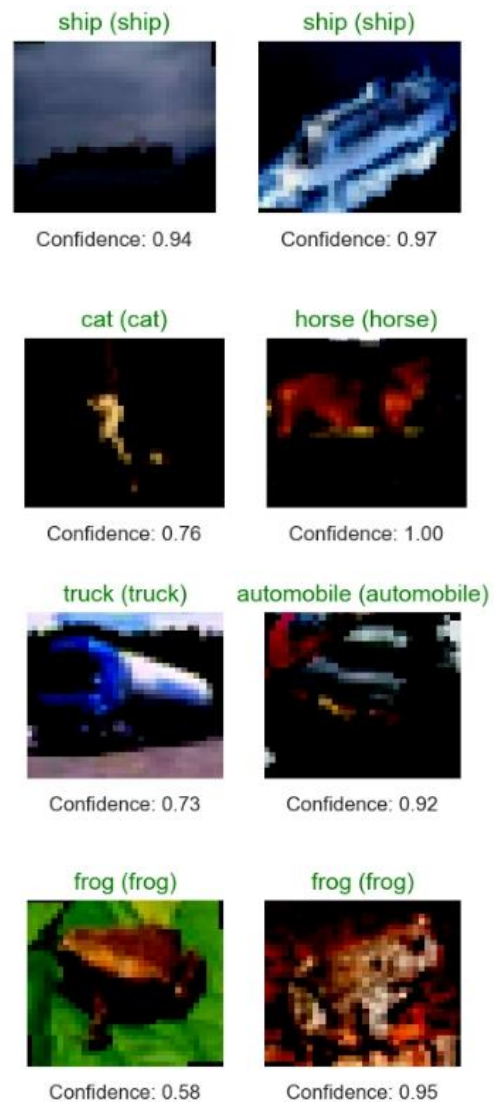 ship (ship)
ship (ship)
Confidence: 0.94
Confidence: 0.97
cat (cat)
horse (horse)
Confidence: 0.76
Confidence: 1.00
truck (truck)
automobile (automobile)
Confidence: 0.73
Confidence: 0.92
frog (frog)
frog (frog)
Confidence: 0.58
Confidence: 0.95